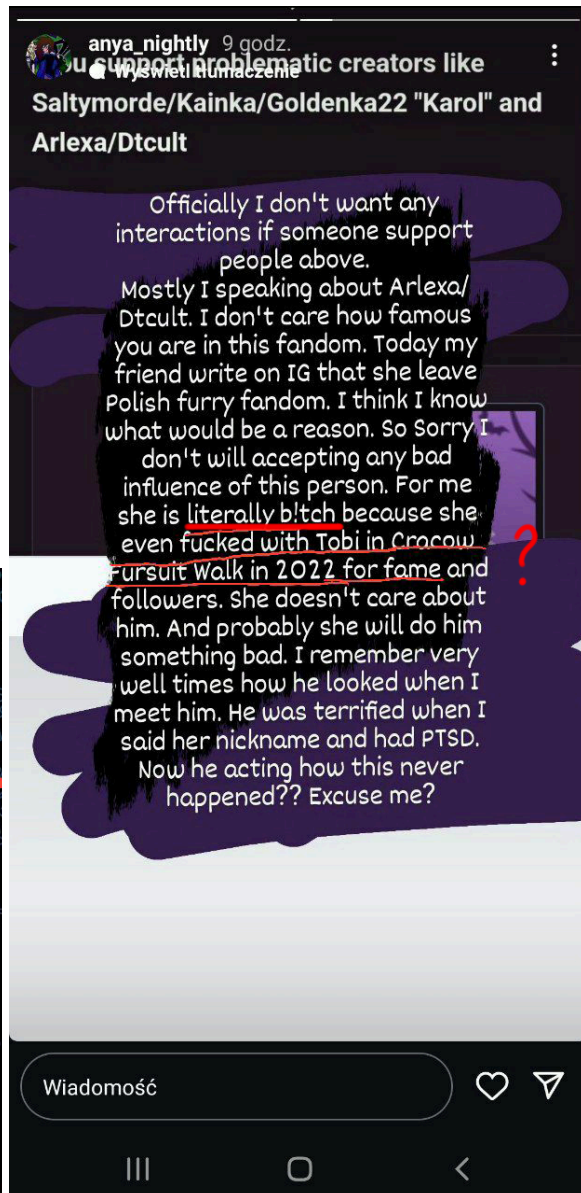 anya_nightly 9 godz.
Wyświetl tłumaczenie
u support problematic creators like
Saltymorde/Kainka/Goldenka22 "Karol" and
Arlexa/Dtcult
Officially I don't want any
interactions if someone support
people above.
Mostly I speaking about Arlexa/
Dtcult. I don't care how famous
you are in this fandom. Today my
friend write on IG that she leave
Polish furry fandom. I think I know
what would be a reason. So Sorry I
don't will accepting any bad
influence of this person. For me
she is literally b!tch because she
even fucked with Tobi in Cracow
Fursuit Walk in 2022 for fame and
followers. She doesn't care about
him. And probably she will do him
something bad. I remember very
well times how he looked when I
meet him. He was terrified when I
said her nickname and had PTSD.
Now he acting how this never
happened?? Excuse me?
?
Wiadomość